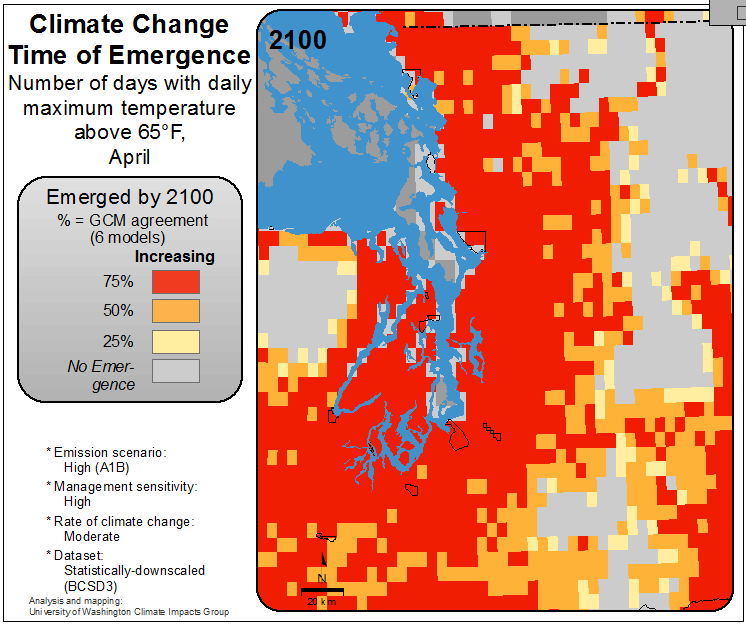 Climate Change
Time of Emergence
Number of days with daily
maximum temperature
above 65°F,
April
Emerged by 2100
% = GCM agreement
(6 models)
Increasing
75%
50%
25%
No Emer-
gence
* Emission scenario:
High (A1B)
* Management sensitivity:
High
* Rate of climate change:
Moderate
* Dataset:
Statistically-downscaled
(BCSD3)
Analysis and mapping:
University of Washington Climate Impacts Group
2100
N
20 km